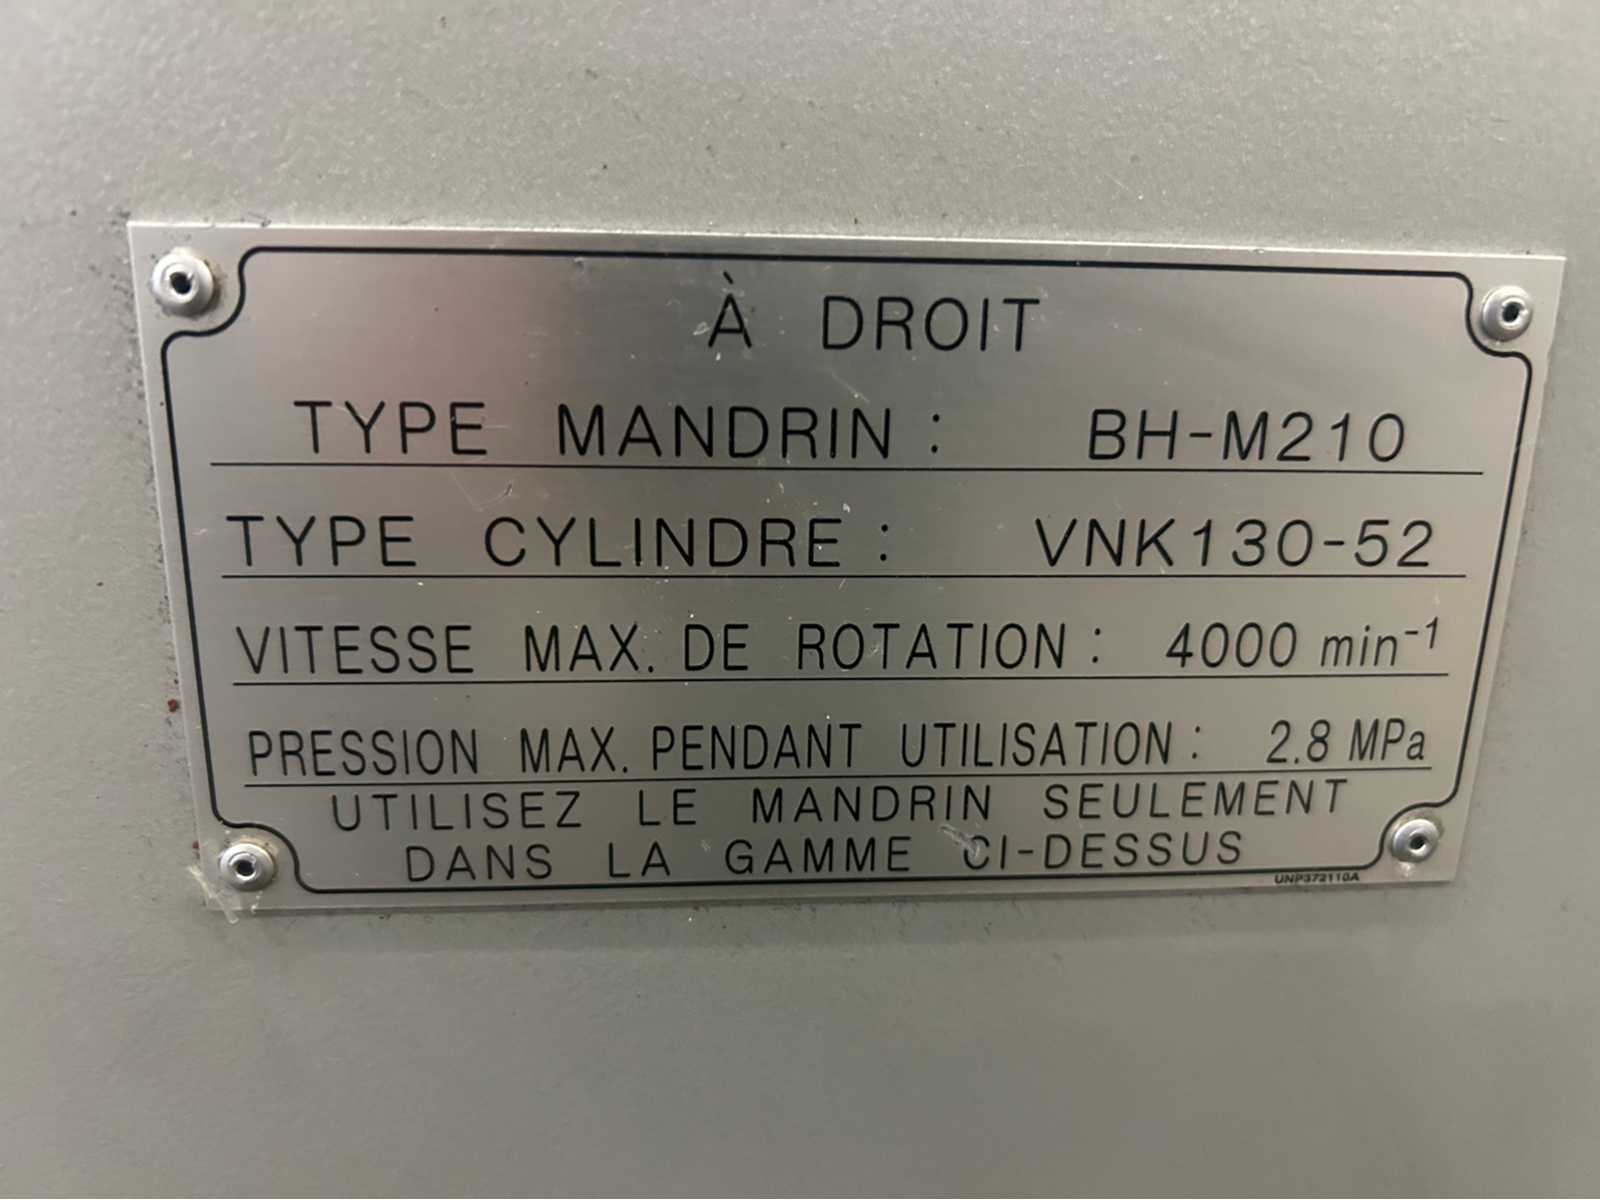 À DROIT
TYPE MANDRIN : BH-M210
TYPE CYLINDRE : VNK130-52
VITESSE MAX. DE ROTATION : 4000 min⁻¹
PRESSION MAX. PENDANT UTILISATION : 2.8 MPa
UTILISEZ LE MANDRIN SEULEMENT
DANS LA GAMME CI-DESSUS
UNP372110A